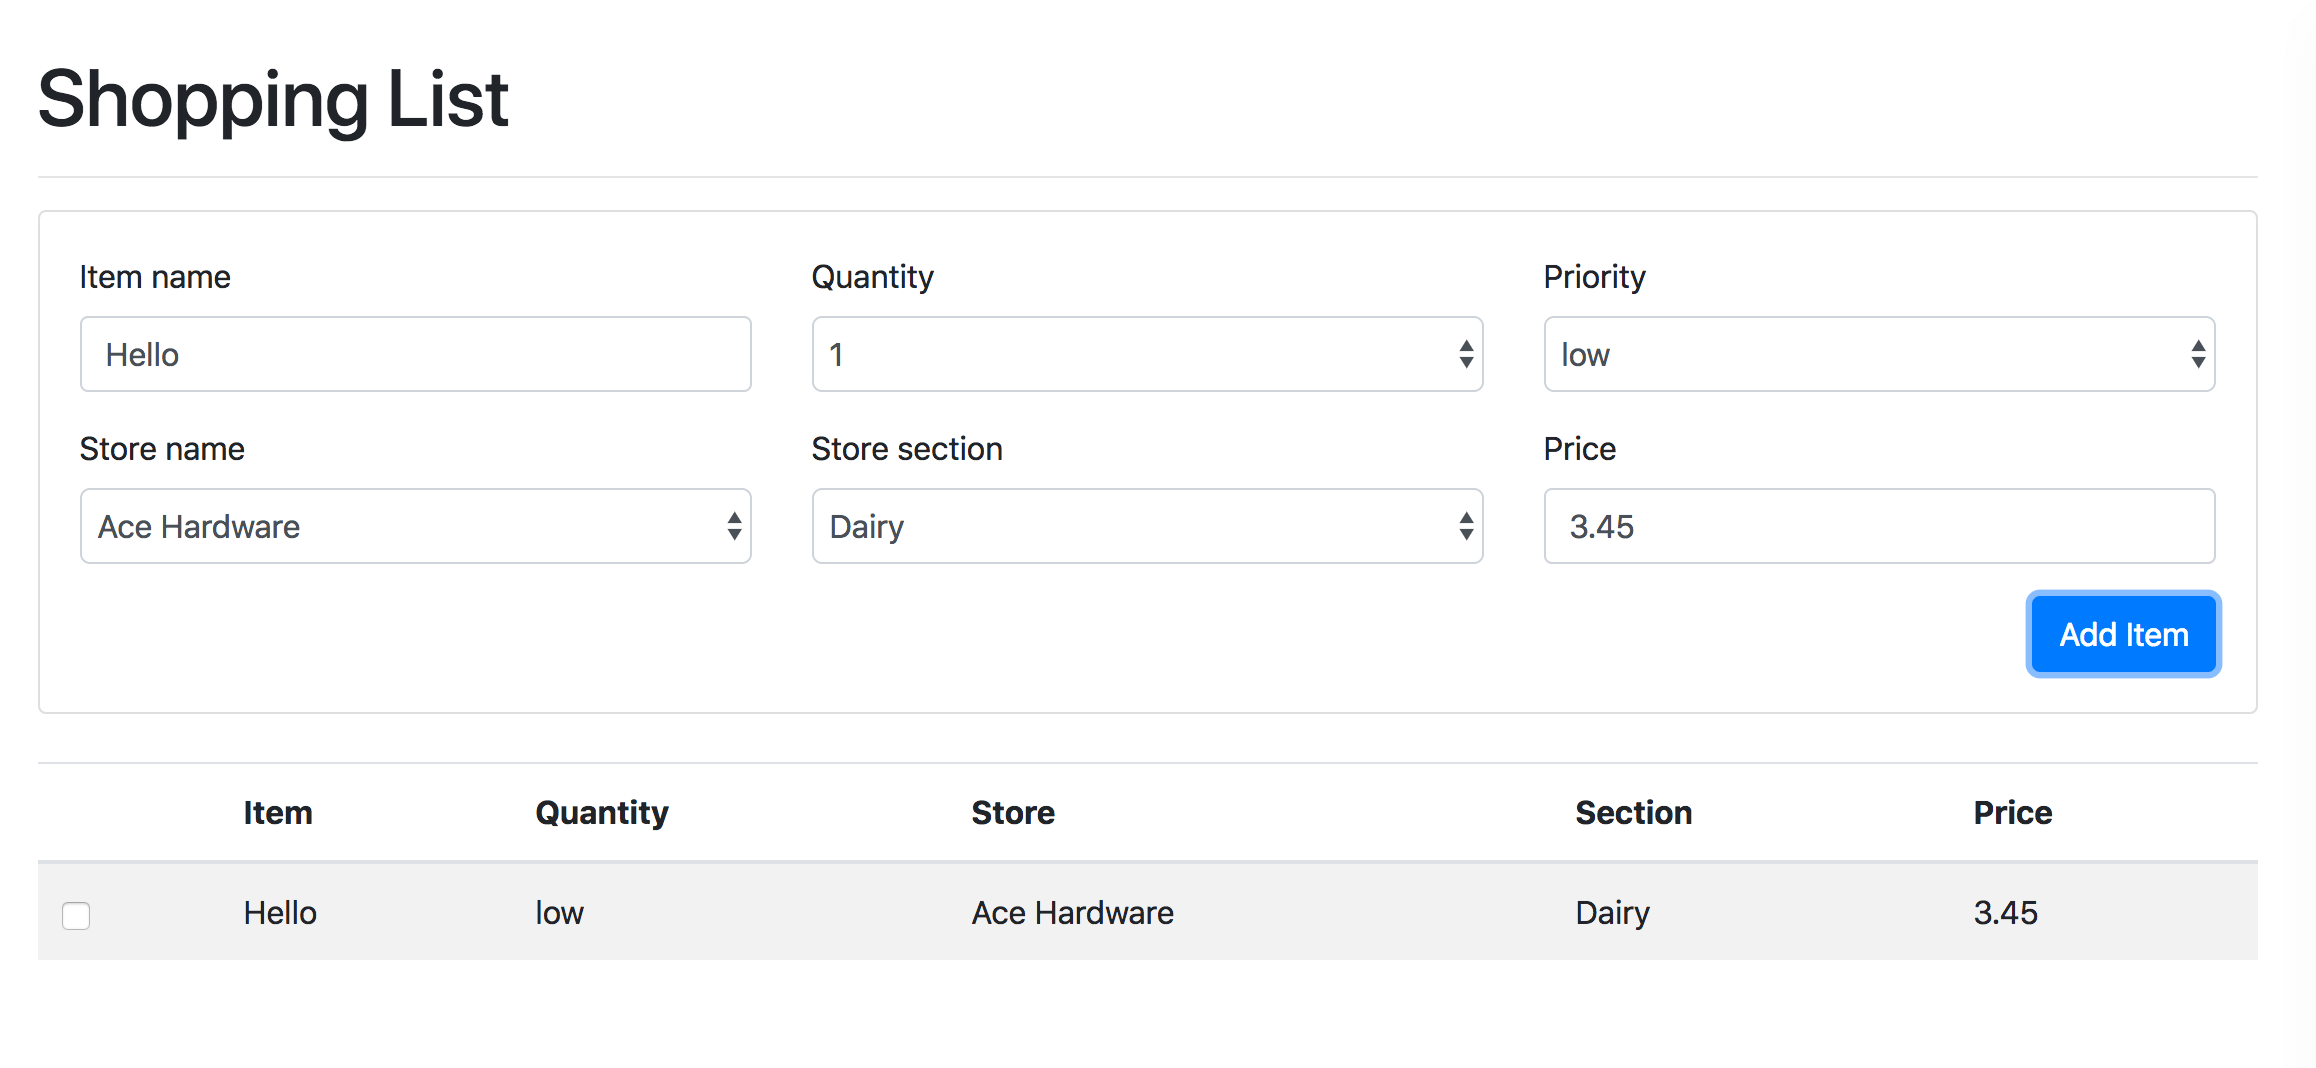 Shopping List
Item name Quantity Priority
Hello 1 low
Store name Store section Price
Ace Hardware Dairy 3.45
Add Item
Item Quantity Store Section Price
Hello low Ace Hardware Dairy 3.45